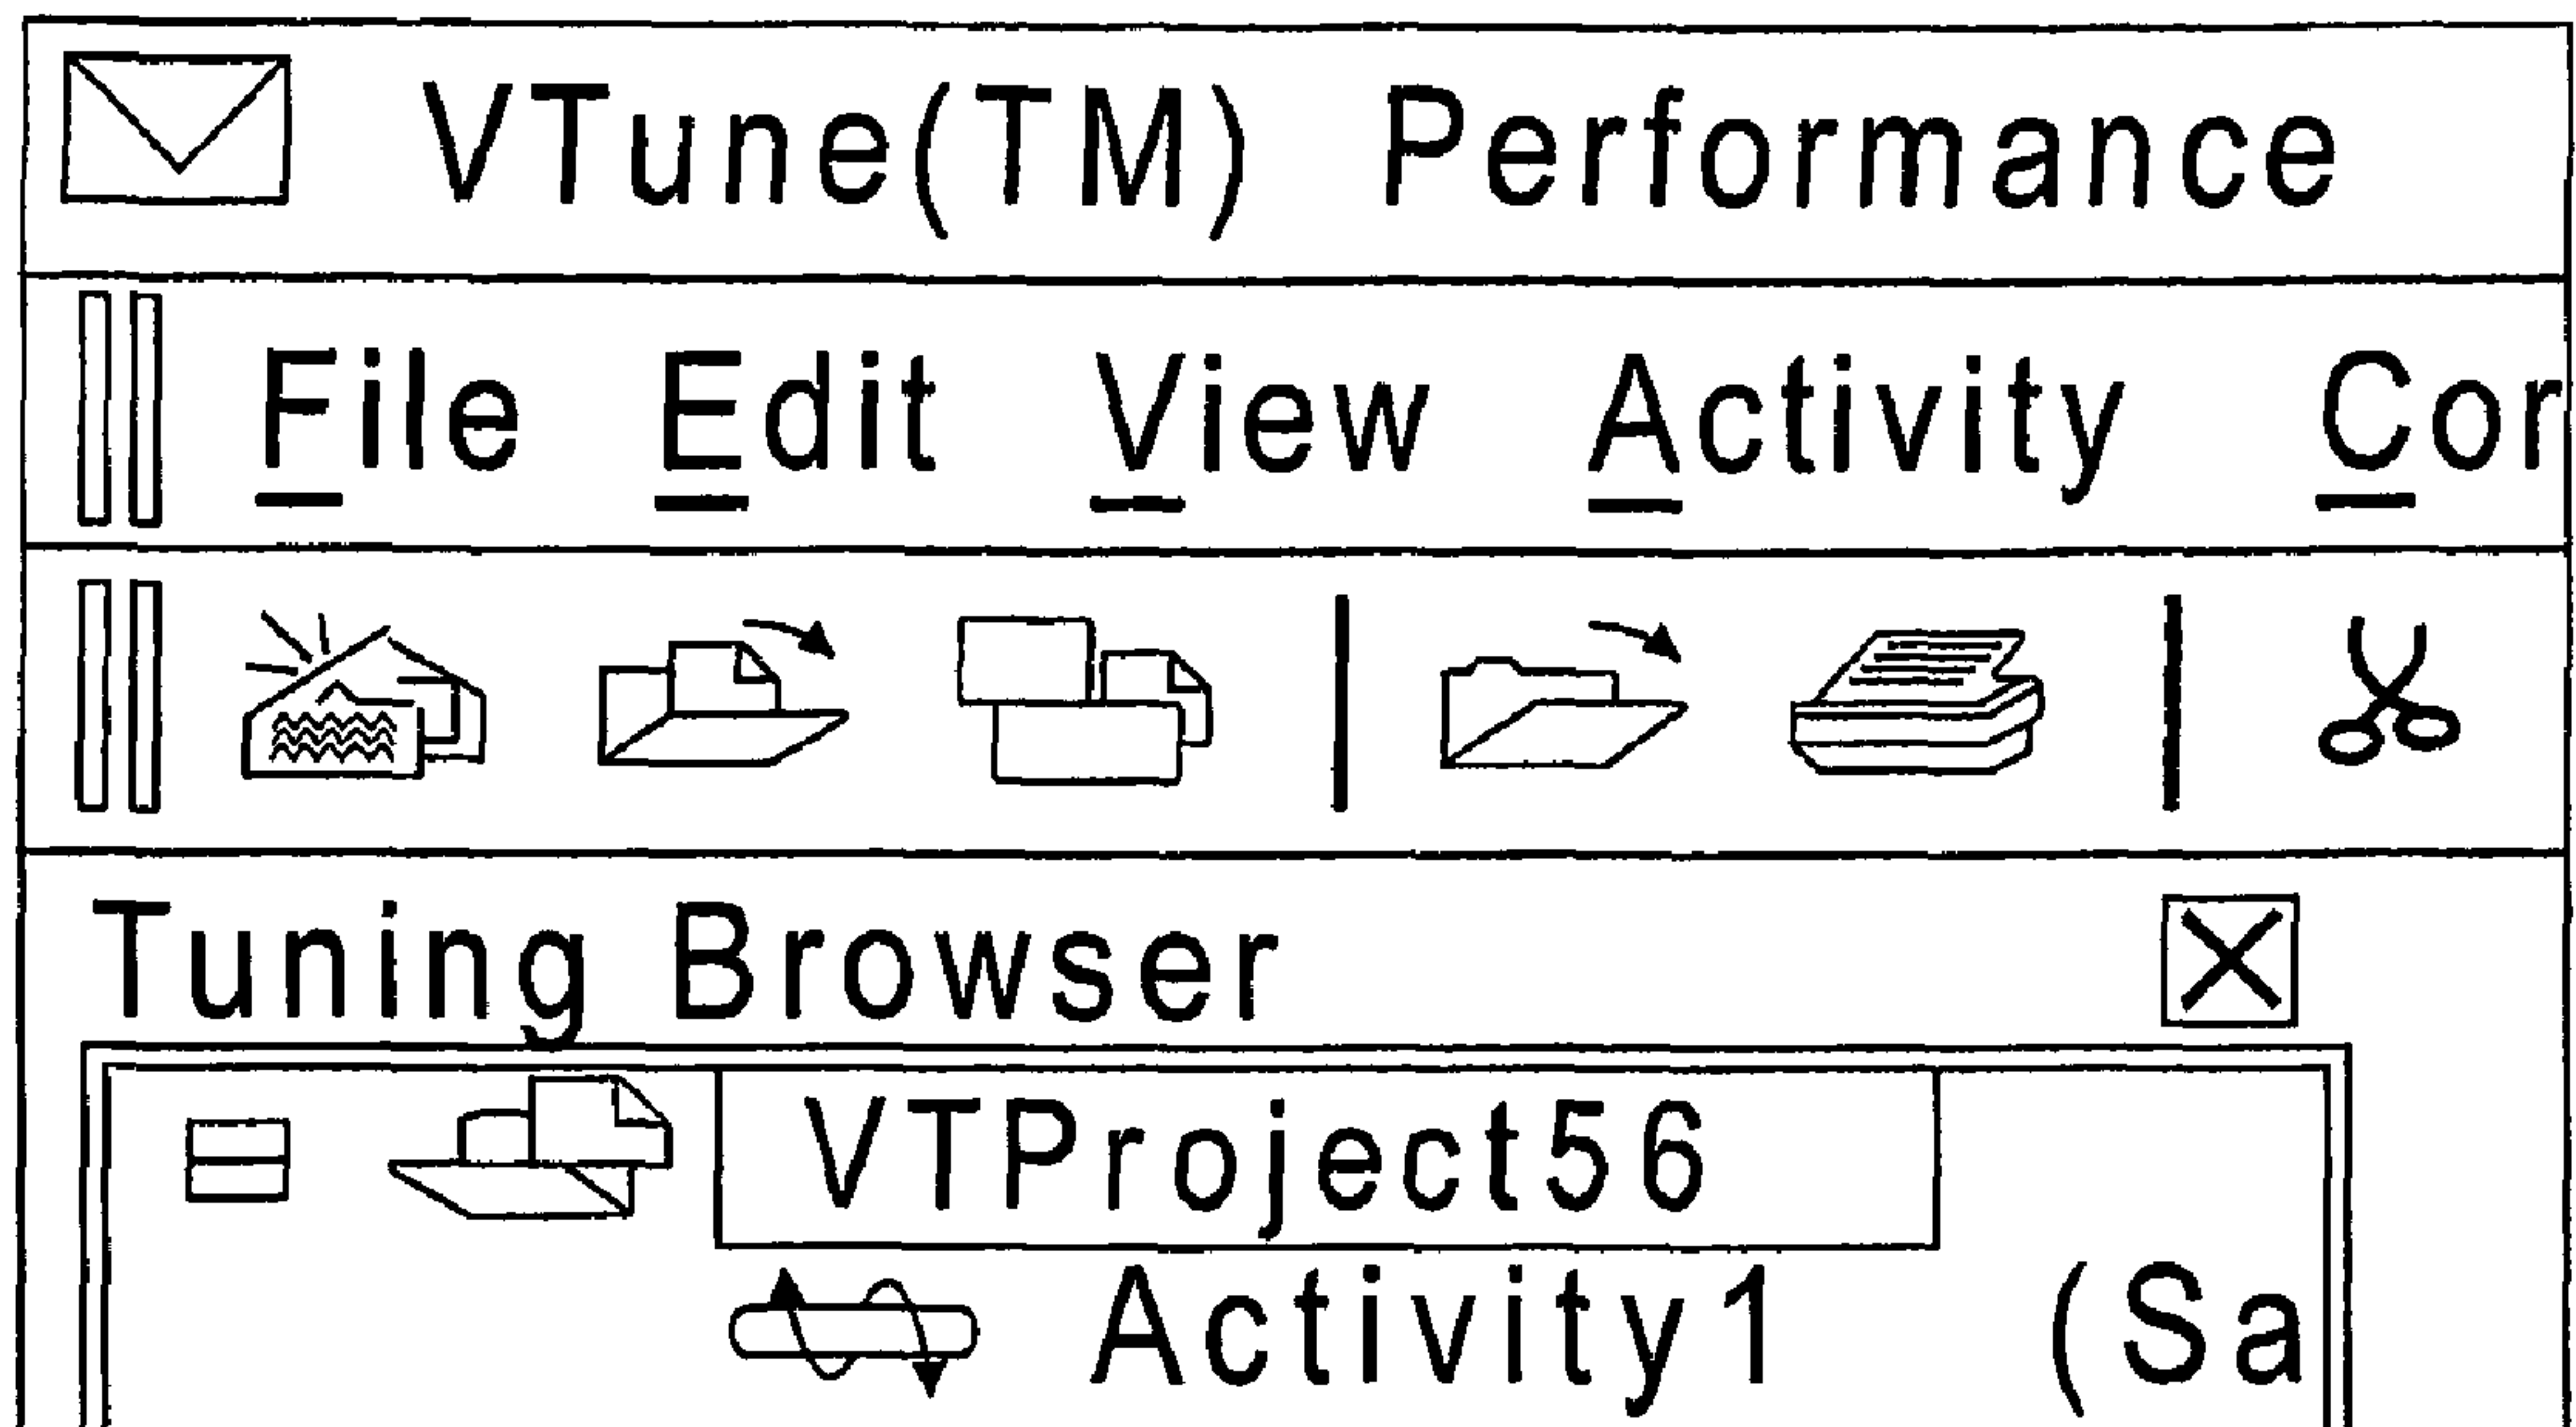 VTune(TM) Performance
File Edit View Activity Cor
Tuning Browser
VTProject56
Activity1 (Sa